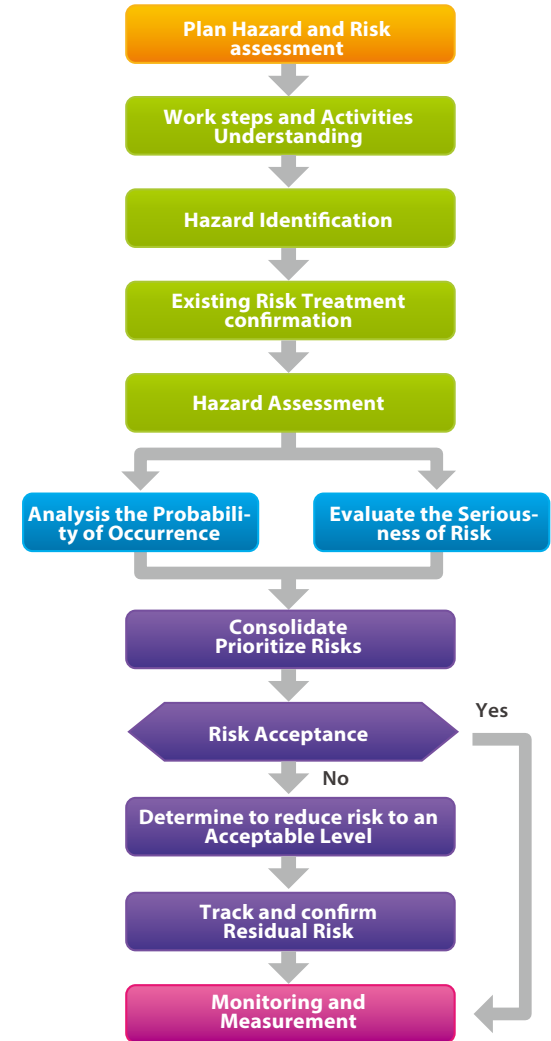 Plan Hazard and Risk
assessment
Work steps and Activities
Understanding
Hazard Identification
Existing Risk Treatment
confirmation
Hazard Assessment
Analysis the Probabili-
ty of Occurrence
Evaluate the Serious-
ness of Risk
Consolidate
Prioritize Risks
Risk Acceptance
Yes
No
Determine to reduce risk to an
Acceptable Level
Track and confirm
Residual Risk
Monitoring and
Measurement